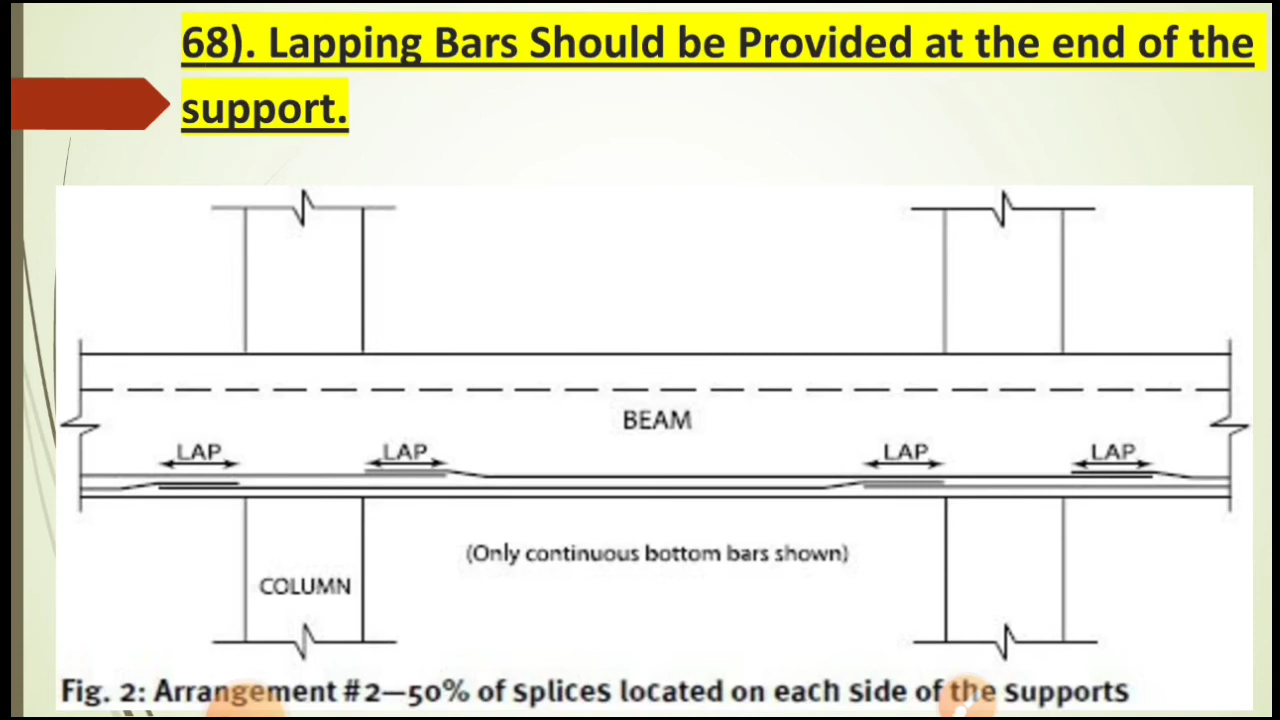 68). Lapping Bars Should be Provided at the end of the
support.
BEAM
LAP LAP LAP LAP
(Only continuous bottom bars shown)
COLUMN
Fig. 2: Arrangement #2—50% of splices located on each side of the supports